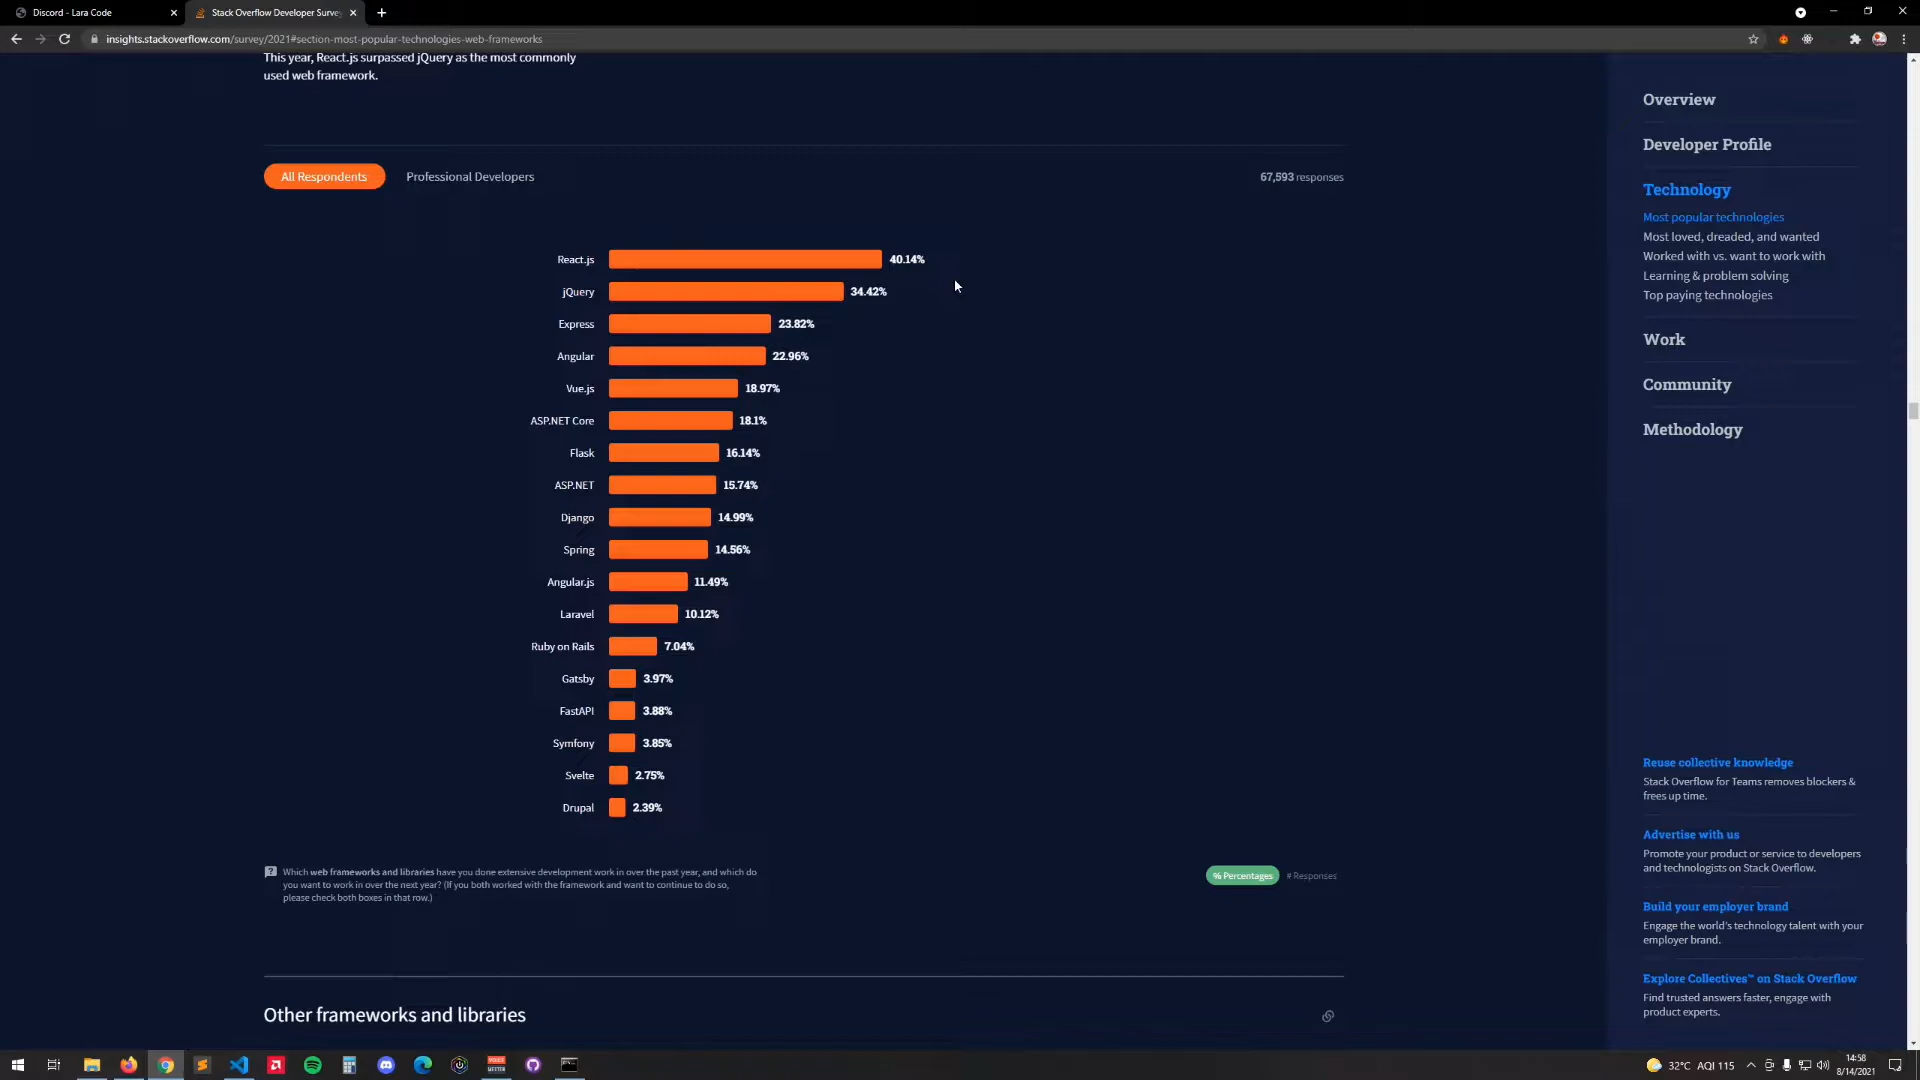 Discord - Lara Code
Stack Overflow Developer Surve
insights.stackoverflow.com/survey/2021#section-most-popular-technologies-web-frameworks
This year, React.js surpassed jQuery as the most commonly
used web framework.
All Respondents
Professional Developers
67,593 responses
React.js 40.14%
jQuery 34.42%
Express 23.82%
Angular 22.96%
Vue.js 18.97%
ASP.NET Core 18.1%
Flask 16.14%
ASP.NET 15.74%
Django 14.99%
Spring 14.56%
Angular.js 11.49%
Laravel 10.12%
Ruby on Rails 7.04%
Gatsby 3.97%
FastAPI 3.88%
Symfony 3.85%
Svelte 2.75%
Drupal 2.39%
Which web frameworks and libraries have you done extensive development work in over the past year, and which do
you want to work in over the next year? (If you both worked with the framework and want to continue to do so,
please check both boxes in that row.)
% Percentages
# Responses
Other frameworks and libraries
Overview
Developer Profile
Technology
Most popular technologies
Most loved, dreaded, and wanted
Worked with vs. want to work with
Learning & problem solving
Top paying technologies
Work
Community
Methodology
Reuse collective knowledge
Stack Overflow for Teams removes blockers &
frees up time.
Advertise with us
Promote your product or service to developers
and technologists on Stack Overflow.
Build your employer brand
Engage the world's technology talent with your
employer brand.
Explore Collectives™ on Stack Overflow
Find trusted answers faster, engage with
product experts.
32°C AQI 115
14:58
8/14/2021